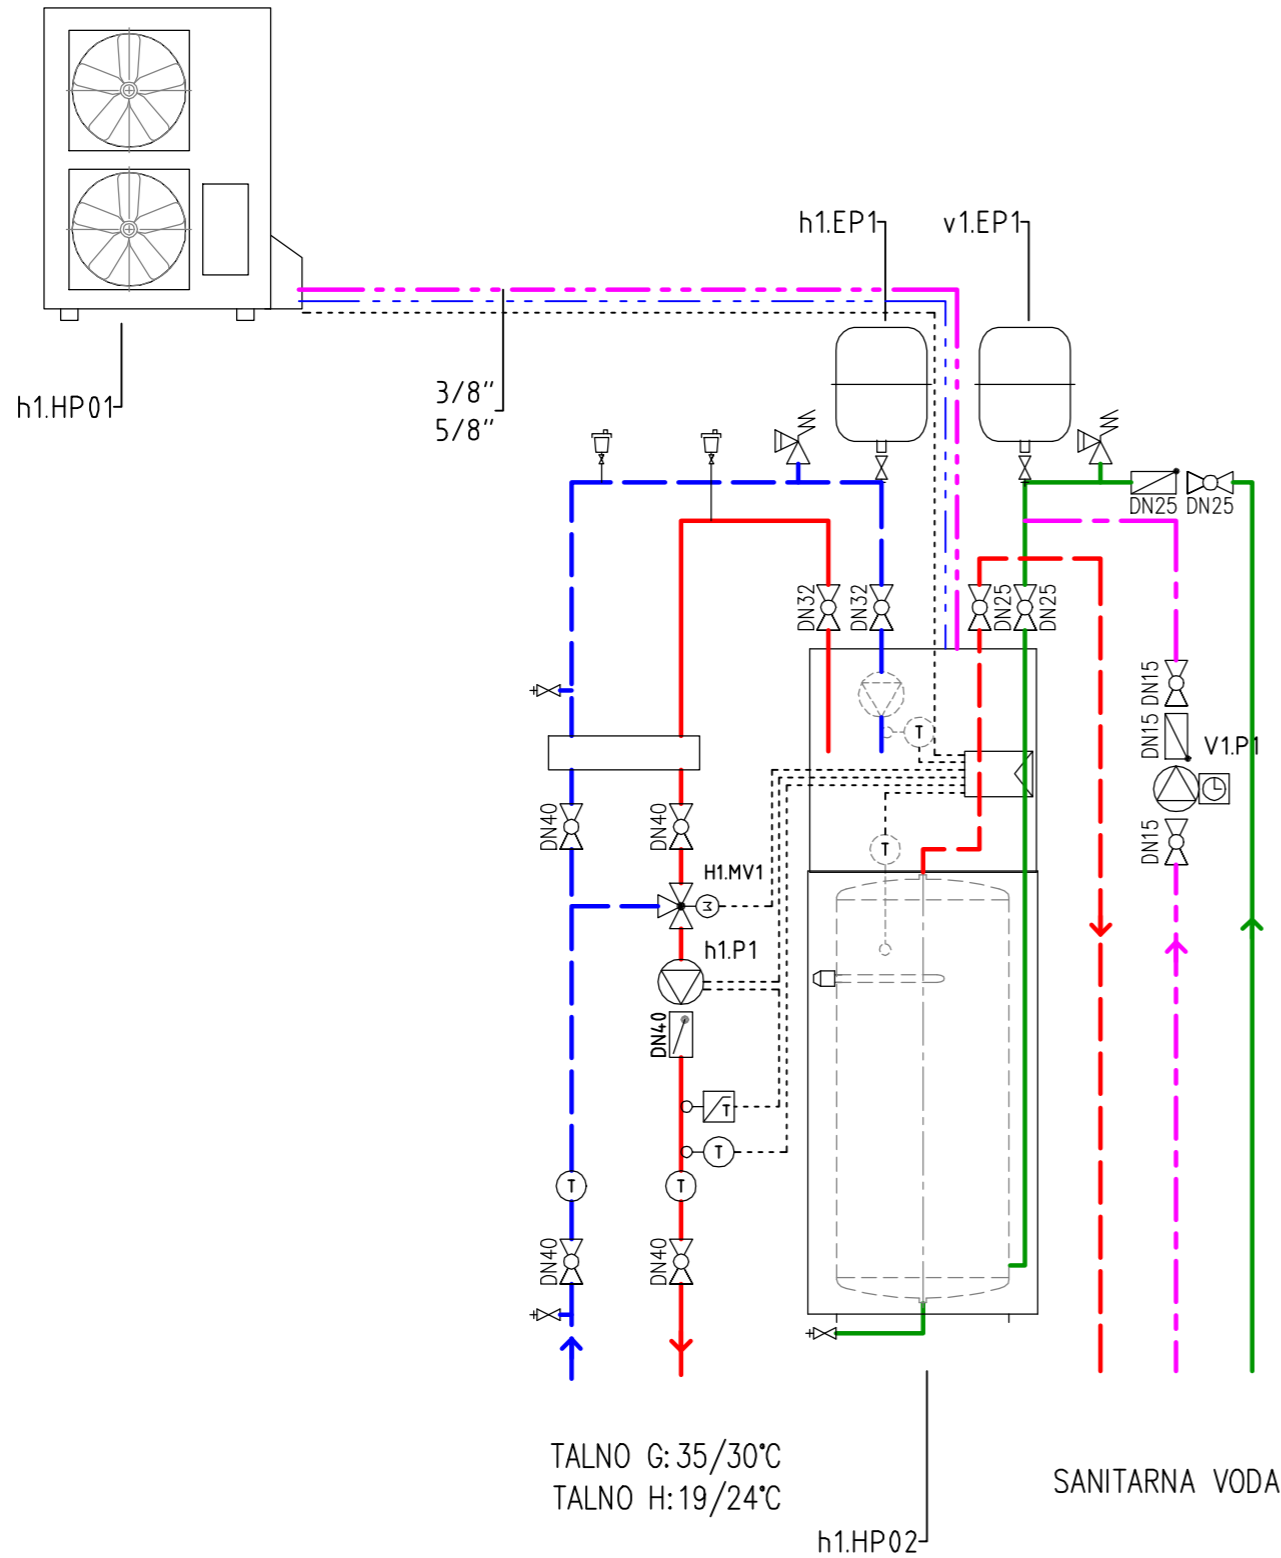 h1.EP1
v1.EP1
h1.HP01
3/8"
5/8"
DN25
DN25
DN32
DN32
DN25
DN25
DN15
DN15
V1.P1
DN15
DN40
DN40
H1.MV1
M
h1.P1
DN40
T
T
T
T
T
T
DN40
DN40
TALNO G:35/30°C
TALNO H:19/24°C
SANITARNA VODA
h1.HP02